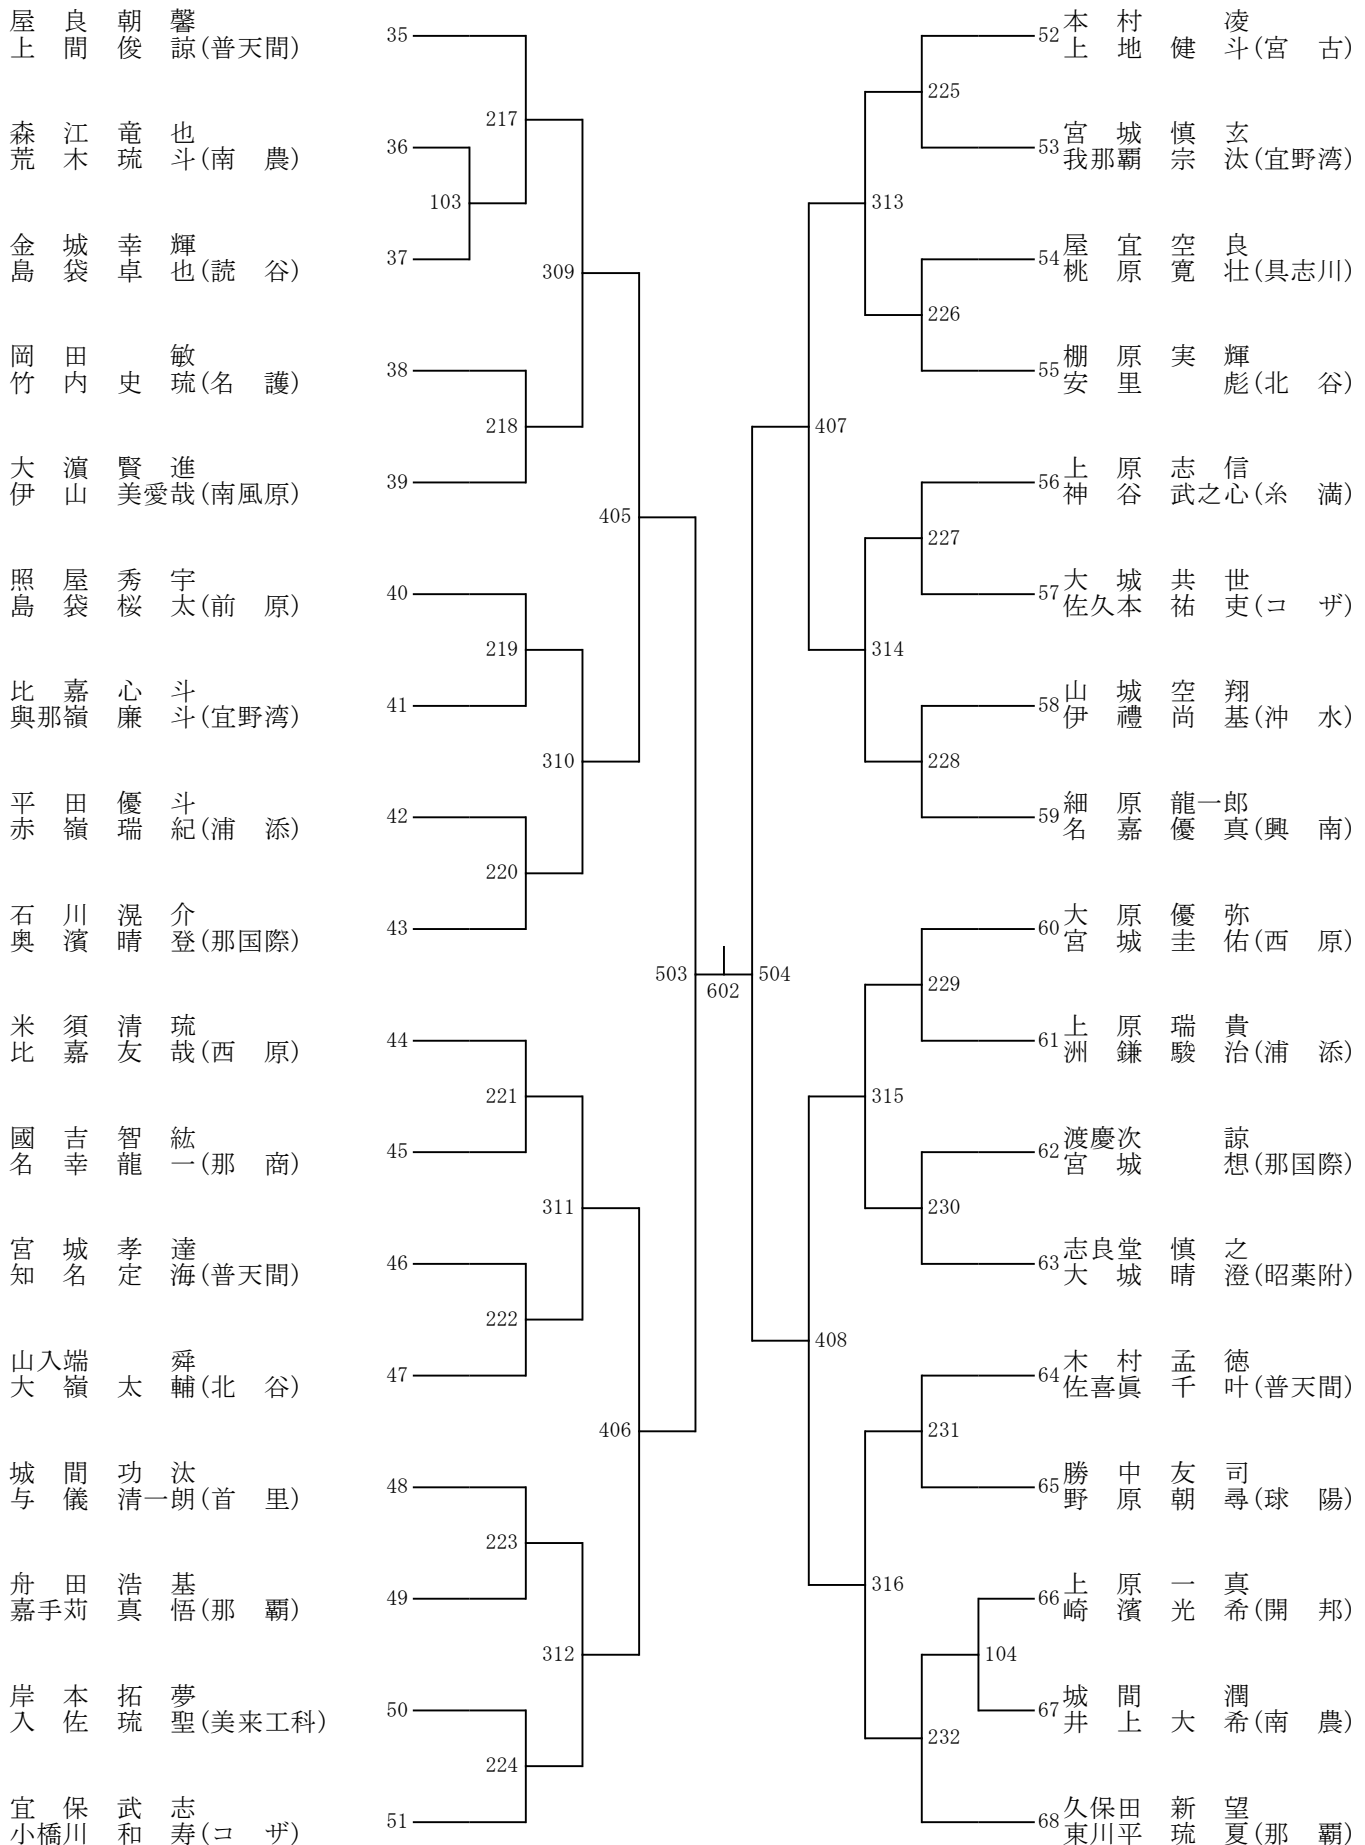 屋良朝馨
上間俊諒(普天間) 35
森江竜也
荒木琉斗(南農) 36
金城幸輝
島袋卓也(読谷) 37
岡田敏
竹内史琉(名護) 38
大濵賢進
伊山美愛哉(南風原) 39
照屋秀宇
島袋桜太(前原) 40
比嘉心斗
與那嶺廉斗(宜野湾) 41
平田優斗
赤嶺瑞紀(浦添) 42
石川滉介
奥濱晴登(那国際) 43
米須清琉
比嘉友哉(西原) 44
國吉智紘
名幸龍一(那商) 45
宮城孝達
知名定海(普天間) 46
山入端舜
大嶺太輔(北谷) 47
城間功汰
与儀清一朗(首里) 48
舟田浩基
嘉手苅真悟(那覇) 49
岸本拓夢
入佐琉聖(美来工科) 50
宜保武志
小橋川和寿(コザ) 51
103
217
218
219
220
221
222
223
224
309
310
311
312
405
406
503
602
504
407
408
313
314
315
316
225
226
227
228
229
230
231
232
104
52 本村凌
上地健斗(宮古)
53 宮城慎玄
我那覇宗汰(宜野湾)
54 屋宜空良
桃原寛壮(具志川)
55 棚原実輝
安里彪(北谷)
56 上原志信
神谷武之心(糸満)
57 大城共世
佐久本祐吏(コザ)
58 山城空翔
伊禮尚基(沖水)
59 細原龍一郎
名嘉優真(興南)
60 大原優弥
宮城圭佑(西原)
61 上原瑞貴
洲鎌駿治(浦添)
62 渡慶次諒
宮城想(那国際)
63 志良堂慎之
大城晴澄(昭薬附)
64 木村孟徳
佐喜眞千叶(普天間)
65 勝中友司
野原朝尋(球陽)
66 上原一真
崎濱光希(開邦)
67 城間潤
井上大希(南農)
68 久保田新望
東川平琉夏(那覇)